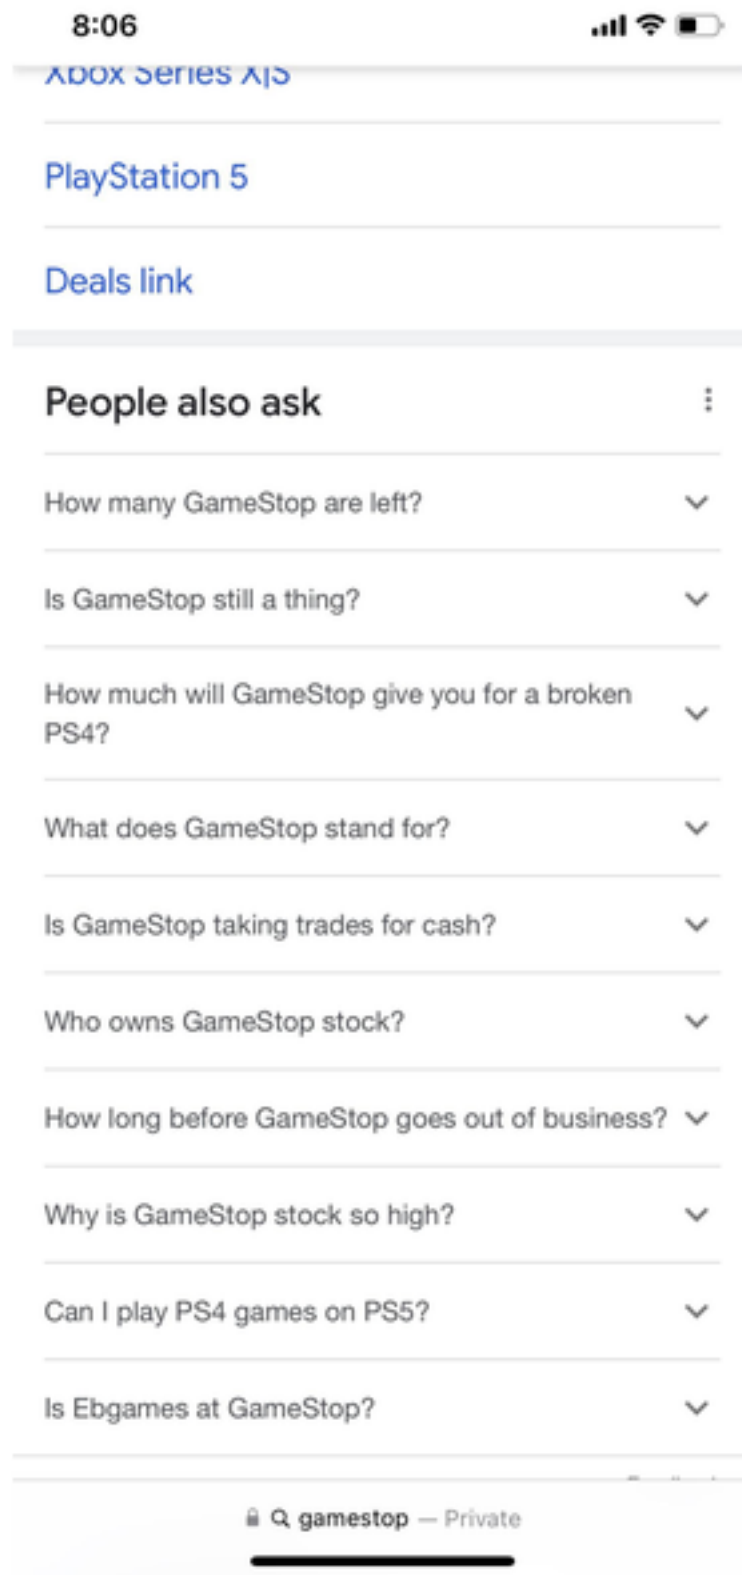 8:06
Xbox Series X|S
PlayStation 5
Deals link
People also ask
How many GameStop are left?
Is GameStop still a thing?
How much will GameStop give you for a broken
PS4?
What does GameStop stand for?
Is GameStop taking trades for cash?
Who owns GameStop stock?
How long before GameStop goes out of business?
Why is GameStop stock so high?
Can I play PS4 games on PS5?
Is Ebgames at GameStop?
gamestop — Private